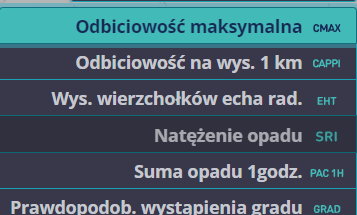 Odbiciowość maksymalna CMAX
Odbiciowość na wys. 1 km CAPPI
Wys. wierzchołków echa rad. EHT
Natężenie opadu SRI
Suma opadu 1godz. PAC 1H
Prawdopodob. wystąpienia gradu GRAD